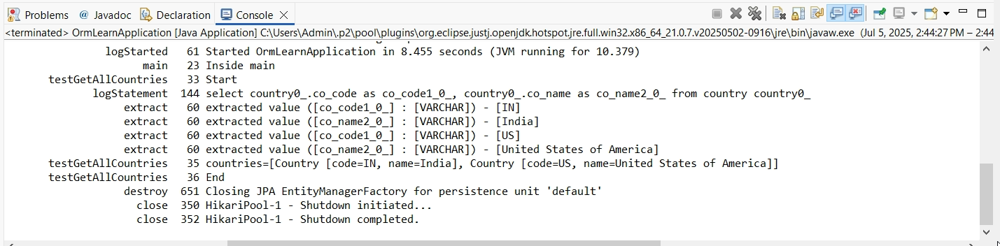 Problems @ Javadoc Declaration Console
<terminated> OrmLearnApplication [Java Application] C:\Users\Admin\.p2\pool\plugins\org.eclipse.justj.openjdk.hotspot.jre.full.win32.x86_64_21.0.7.v20250502-0916\jre\bin\javaw.exe (Jul 5, 2025, 2:44:27 PM – 2:44
logStarted 61 Started OrmLearnApplication in 8.455 seconds (JVM running for 10.379)
main 23 Inside main
testGetAllCountries 33 Start
logStatement 144 select country0_.co_code as co_code1_0_, country0_.co_name as co_name2_0_ from country country0_
extract 60 extracted value ([co_code1_0_] : [VARCHAR]) - [IN]
extract 60 extracted value ([co_name2_0_] : [VARCHAR]) - [India]
extract 60 extracted value ([co_code1_0_] : [VARCHAR]) - [US]
extract 60 extracted value ([co_name2_0_] : [VARCHAR]) - [United States of America]
testGetAllCountries 35 countries=[Country [code=IN, name=India], Country [code=US, name=United States of America]]
testGetAllCountries 36 End
destroy 651 Closing JPA EntityManagerFactory for persistence unit 'default'
close 350 HikariPool-1 - Shutdown initiated...
close 352 HikariPool-1 - Shutdown completed.